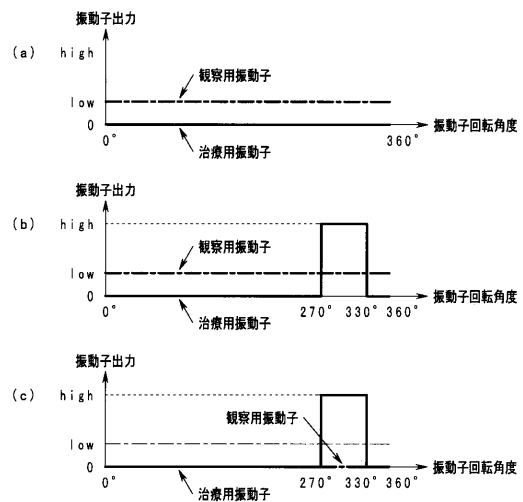 振動子出力
(a)
high
観察用振動子
low
0
振動子回転角度
0°
治療用振動子
360°
振動子出力
(b)
high
観察用振動子
low
0
振動子回転角度
0°
治療用振動子
270° 330° 360°
振動子出力
(c)
high
観察用振動子
low
0
振動子回転角度
0°
治療用振動子
270° 330° 360°